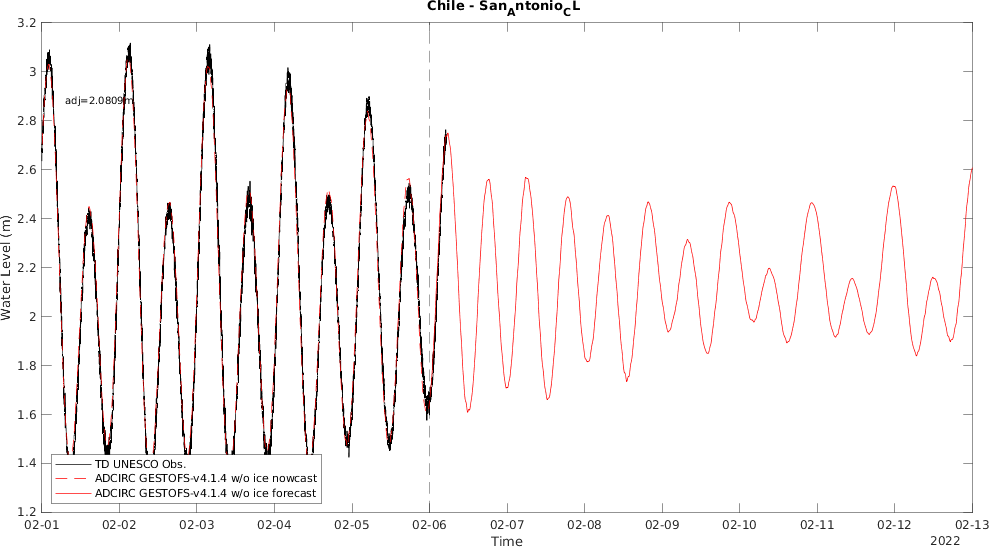 Chile - SanAntonioCL
3.2
3
2.8
2.6
2.4
2.2
2
1.8
1.6
1.4
1.2
Water Level (m)
adj=2.0809m
TD UNESCO Obs.
ADCIRC GESTOFS-v4.1.4 w/o ice nowcast
ADCIRC GESTOFS-v4.1.4 w/o ice forecast
02-01 02-02 02-03 02-04 02-05 02-06 02-07 02-08 02-09 02-10 02-11 02-12 02-13
Time
2022